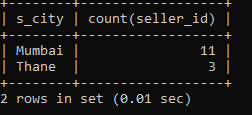 +--------+------------------+
| s_city | count(seller_id) |
+--------+------------------+
| Mumbai |               11 |
| Thane  |                3 |
+--------+------------------+
2 rows in set (0.01 sec)